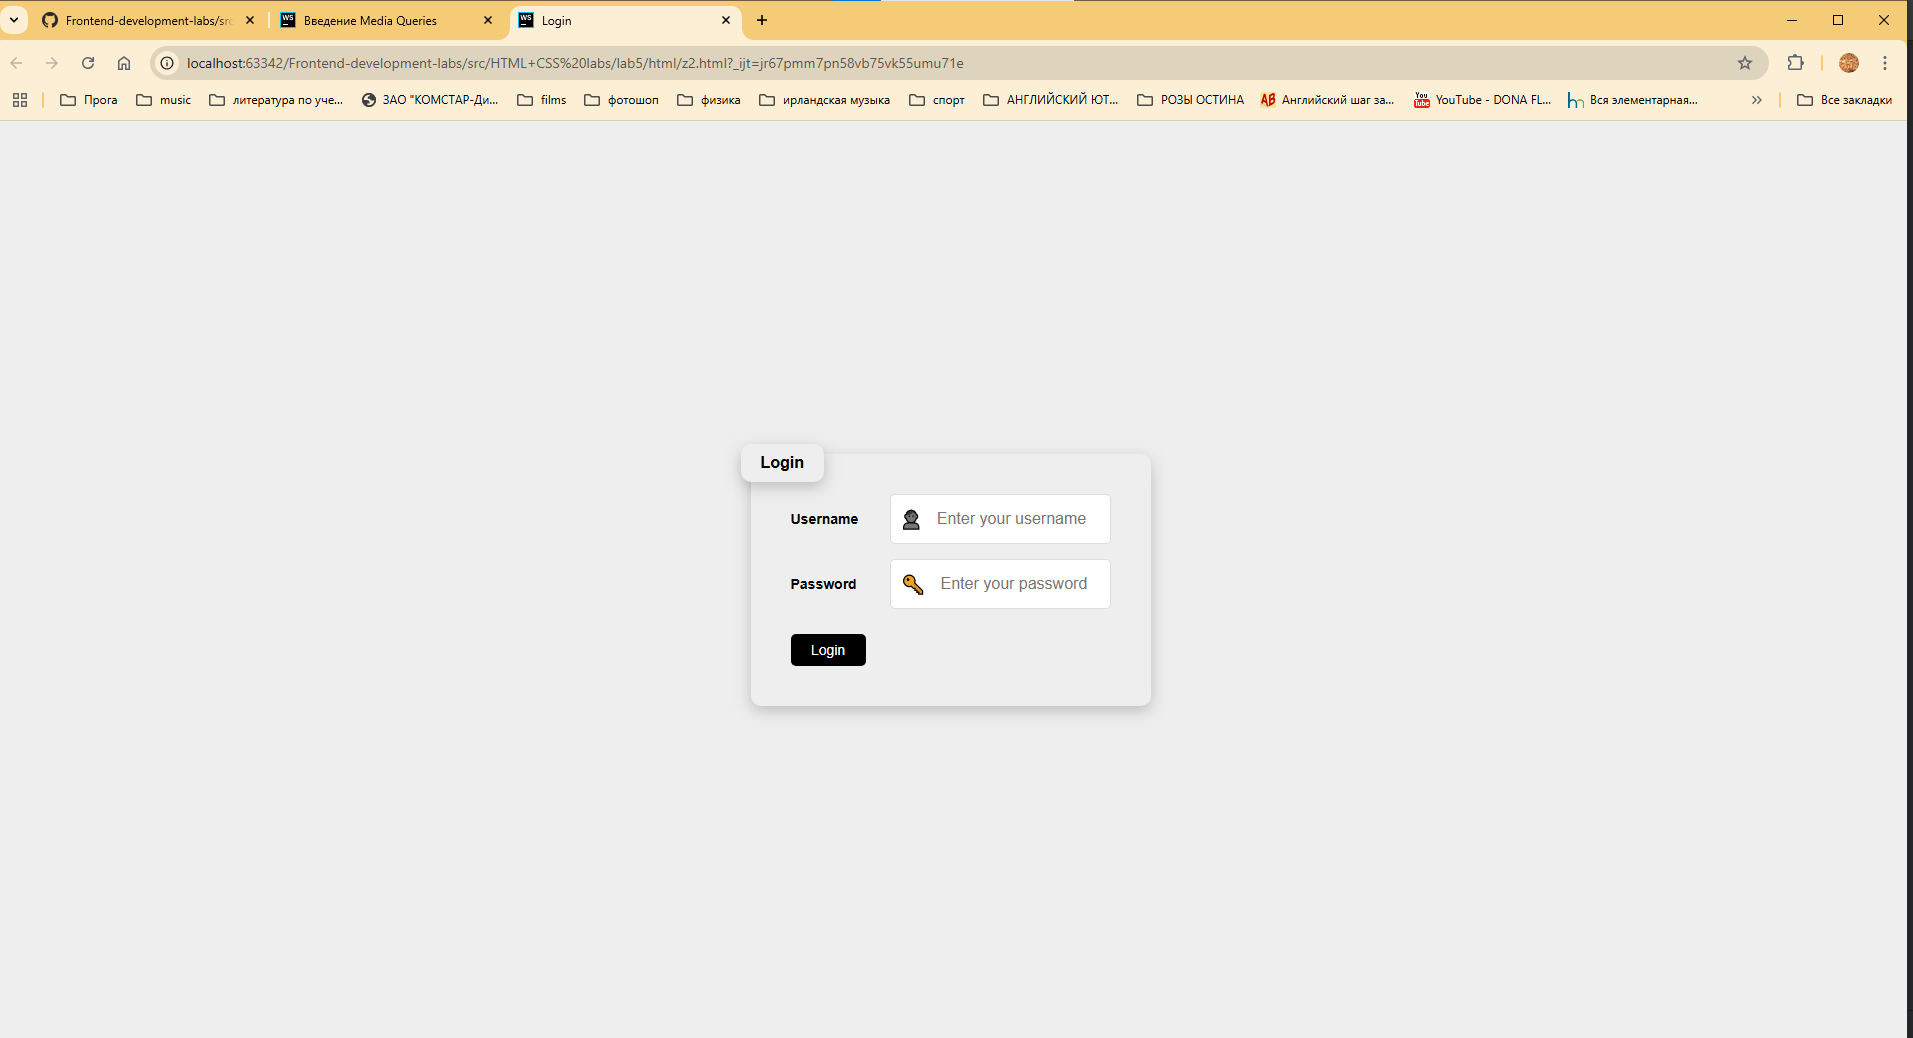 Frontend-development-labs/src
Введение Media Queries
Login
localhost:63342/Frontend-development-labs/src/HTML+CSS%20labs/lab5/html/z2.html?_ijt=jr67pmm7pn58vb75vk55umu71e
Прога
music
литература по уче...
ЗАО "КОМСТАР-Ди...
films
фотошоп
физика
ирландская музыка
спорт
АНГЛИЙСКИЙ ЮТ...
РОЗЫ ОСТИНА
Английский шаг за...
YouTube - DONA FL...
Вся элементарная...
Все закладки
Login
Username
Enter your username
Password
Enter your password
Login